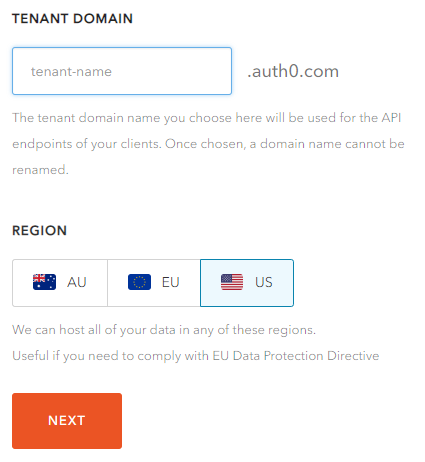 TENANT DOMAIN
tenant-name .auth0.com
The tenant domain name you choose here will be used for the API
endpoints of your clients. Once chosen, a domain name cannot be
renamed.
REGION
AU EU US
We can host all of your data in any of these regions.
Useful if you need to comply with EU Data Protection Directive
NEXT